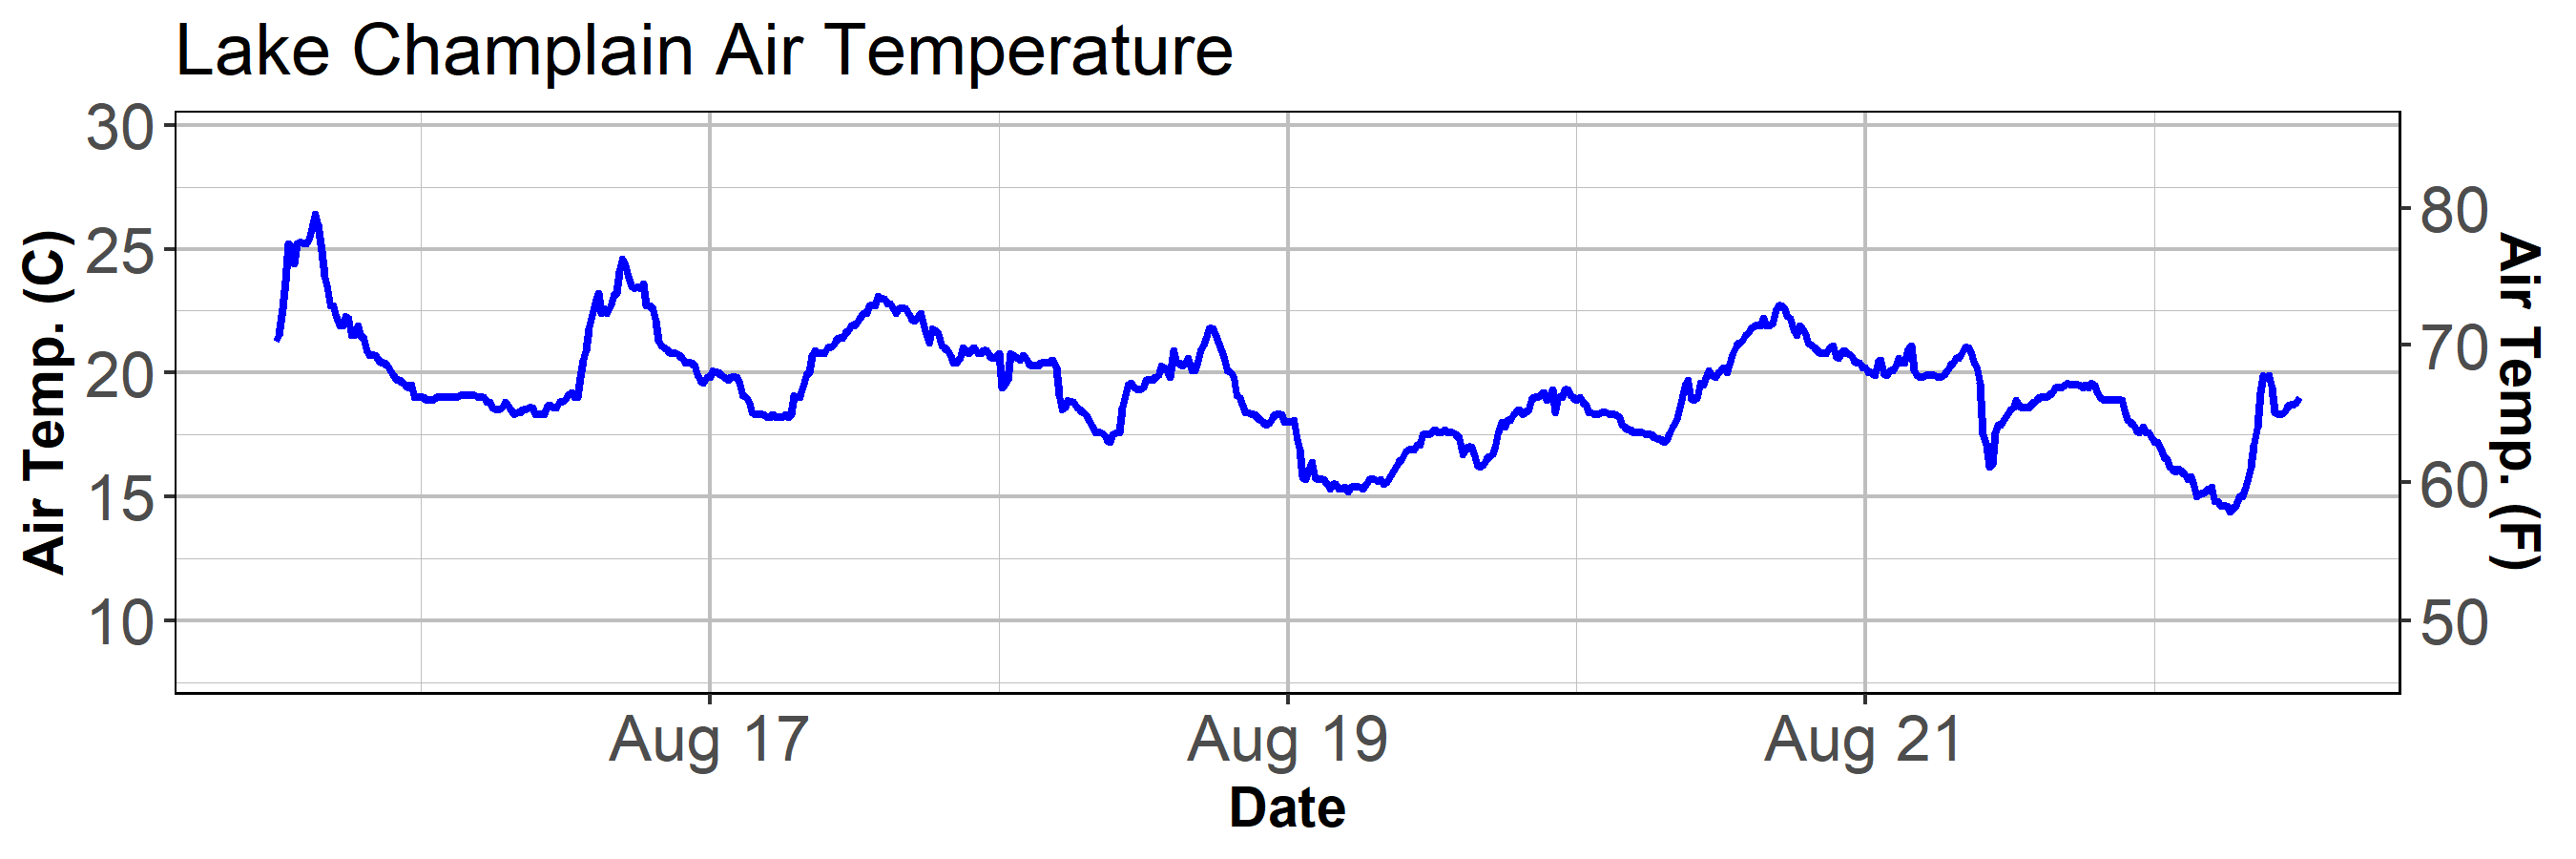 Lake Champlain Air Temperature
30
25
20
15
10
Air Temp. (C)
80
70
60
50
Air Temp. (F)
Aug 17
Aug 19
Aug 21
Date